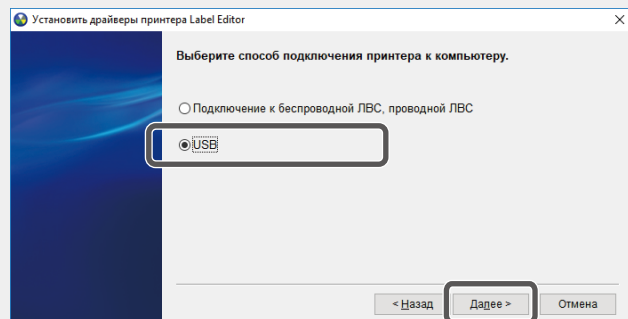 Установить драйверы принтера Label Editor
Выберите способ подключения принтера к компьютеру.
Подключение к беспроводной ЛВС, проводной ЛВС
USB
< Назад Далее > Отмена